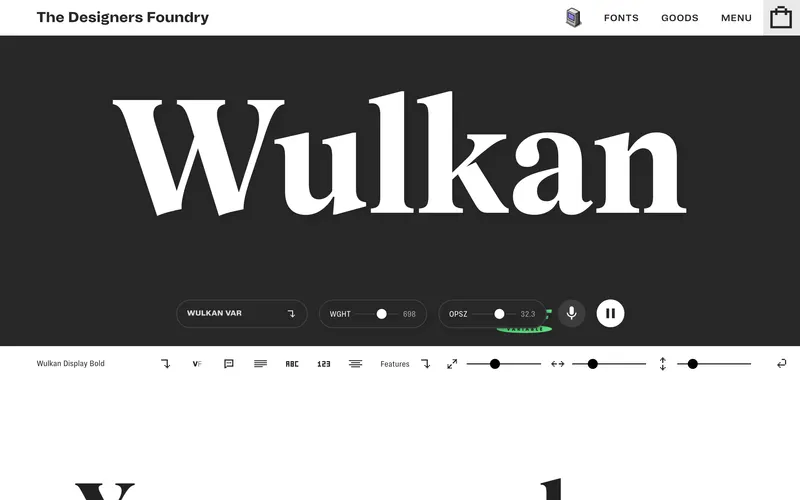 The Designers Foundry
FONTS
GOODS
MENU
Wulkan
WULKAN VAR
WGHT 698
OPSZ 32.3
VARIABLE
Wulkan Display Bold
VF
ABC
123
Features